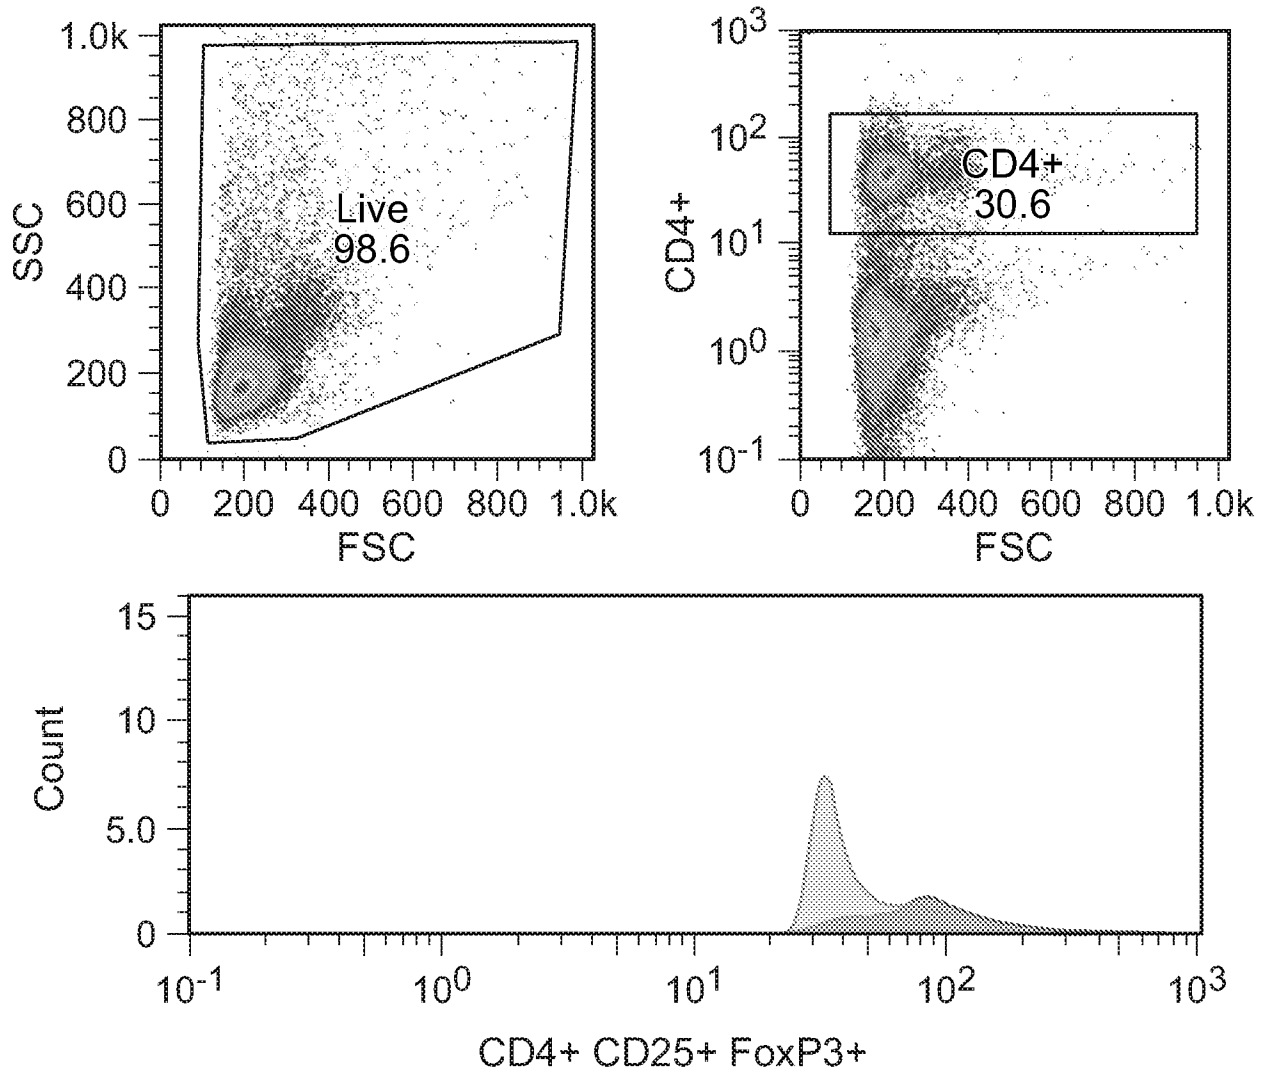 1.0k
800
600
400
200
0
SSC
Live
98.6
0 200 400 600 800 1.0k
FSC
10³
10²
10¹
10⁰
10⁻¹
CD4+
CD4+
30.6
0 200 400 600 800 1.0k
FSC
15
10
5.0
0
Count
10⁻¹ 10⁰ 10¹ 10² 10³
CD4+ CD25+ FoxP3+